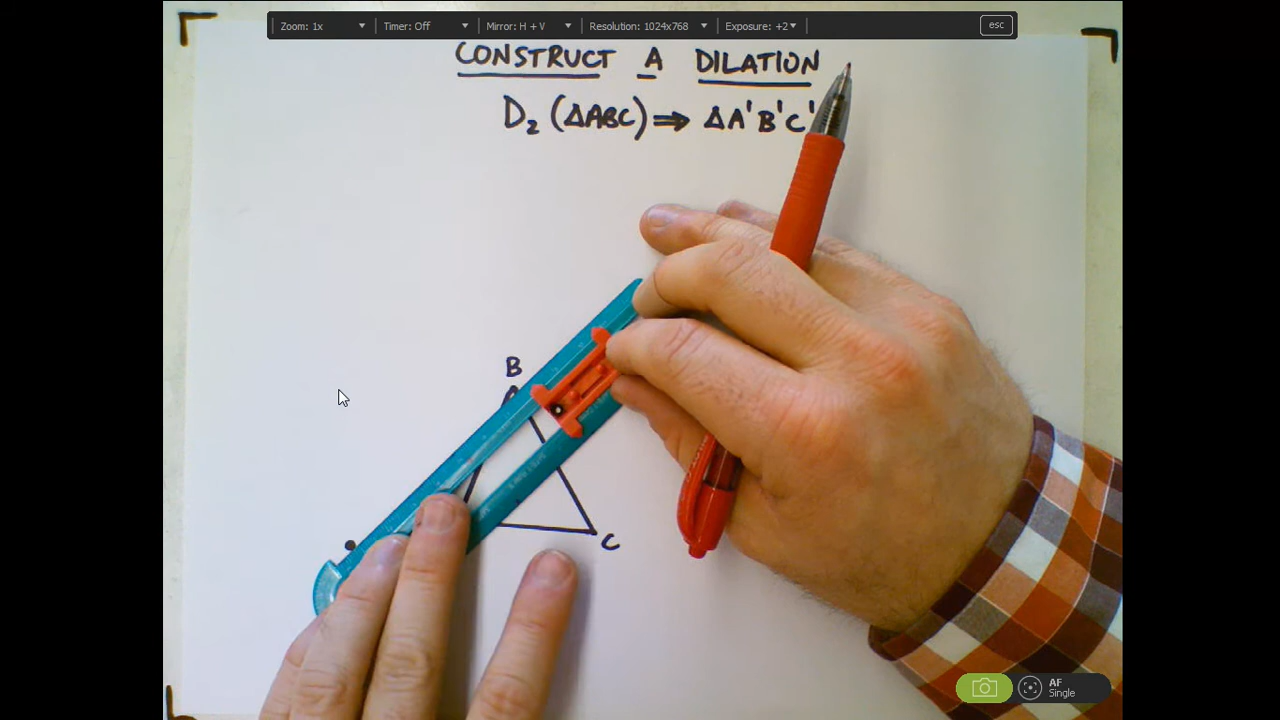 Zoom: 1x Timer: Off Mirror: H + V Resolution: 1024x768 Exposure: +2 esc
CONSTRUCT A DILATION
D₂ (ΔABC) ⇒ ΔA'B'C'
B
C
AF
Single